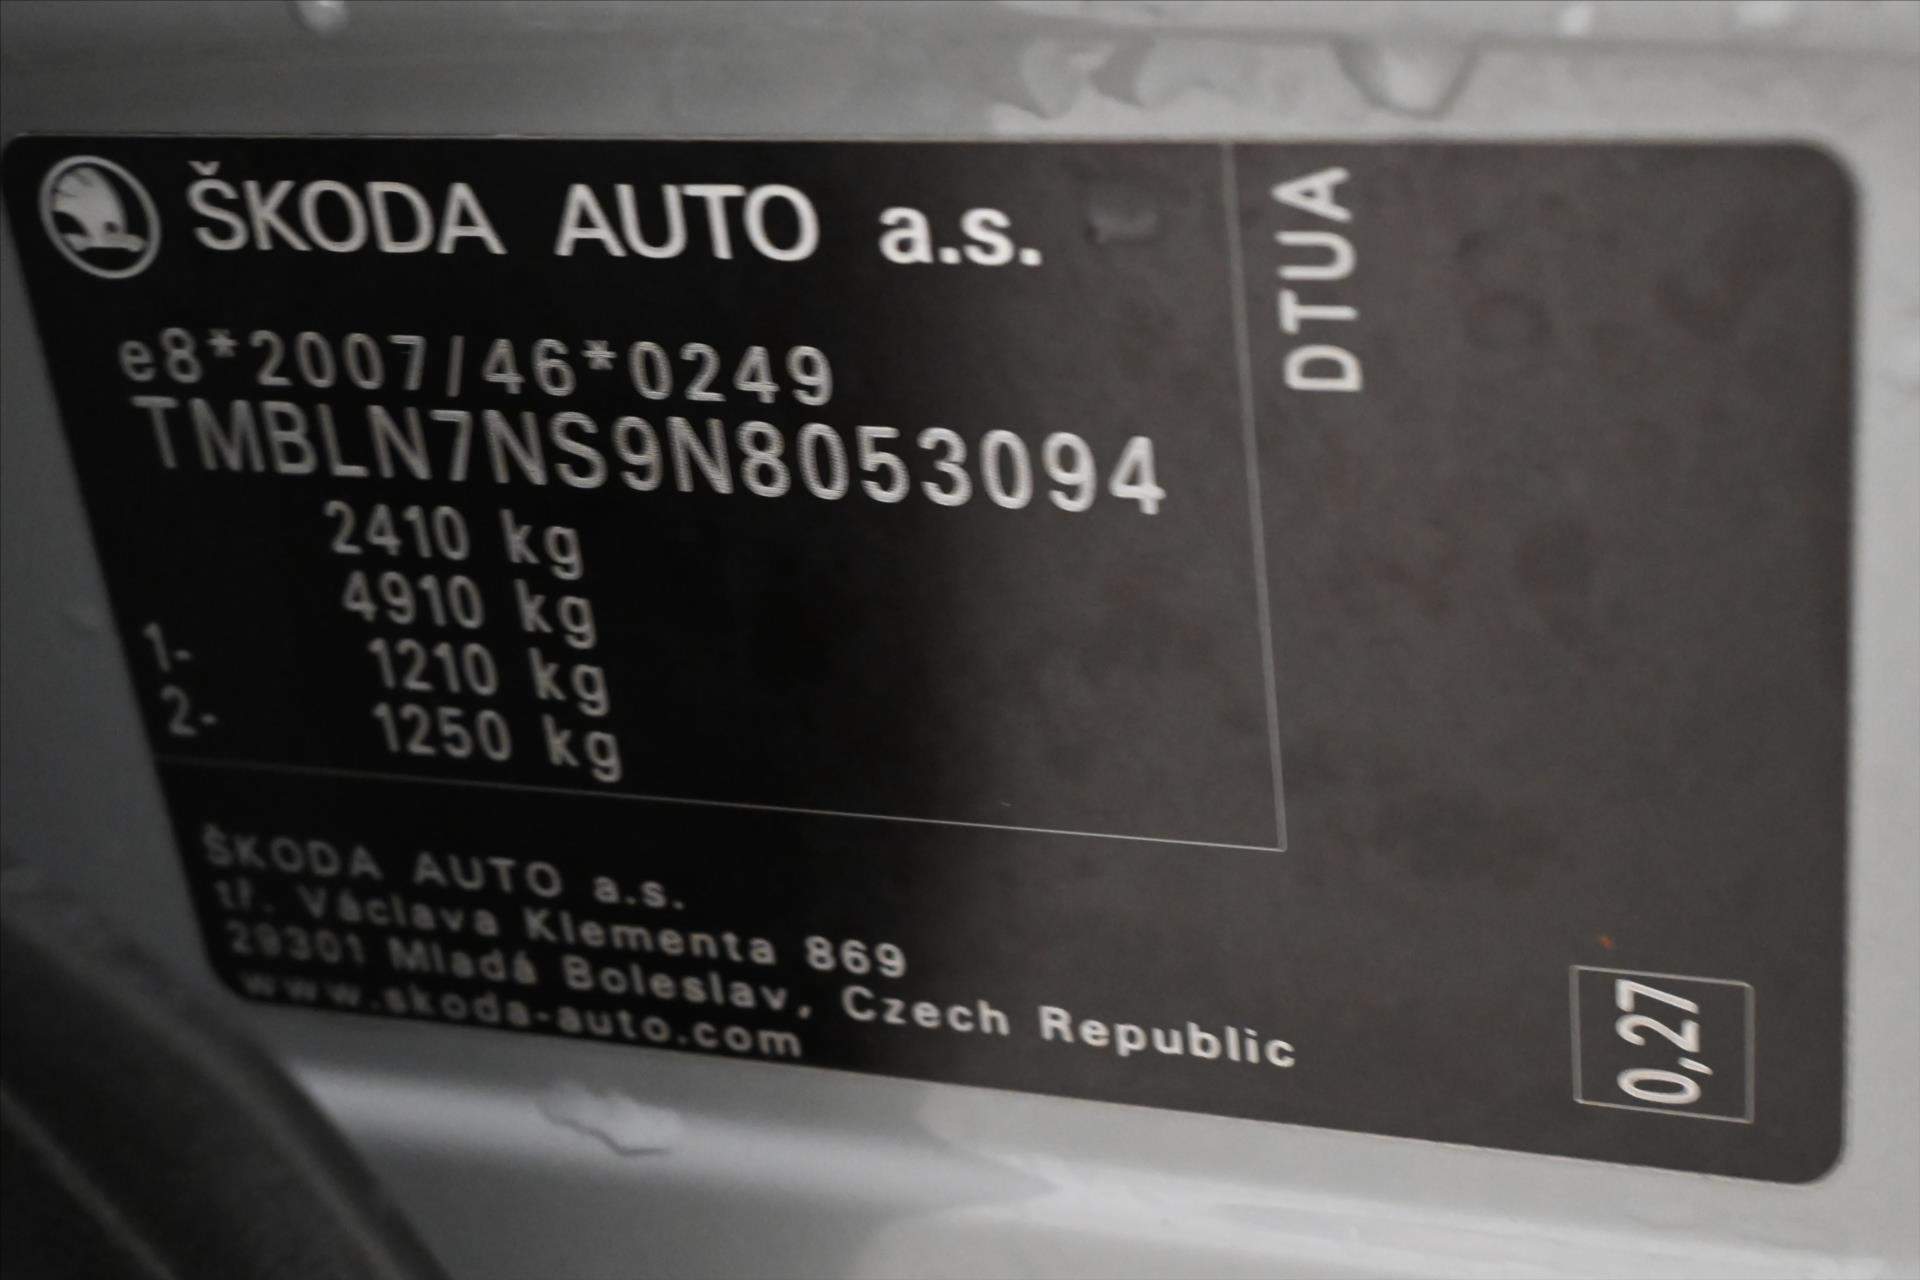 ŠKODA AUTO a.s.
e8*2007/46*0249
TMBLN7NS9N8053094
2410 kg
4910 kg
1- 1210 kg
2- 1250 kg
ŠKODA AUTO a.s.
tř. Václava Klementa 869
29301 Mladá Boleslav, Czech Republic
www.skoda-auto.com
DTUA
0,27